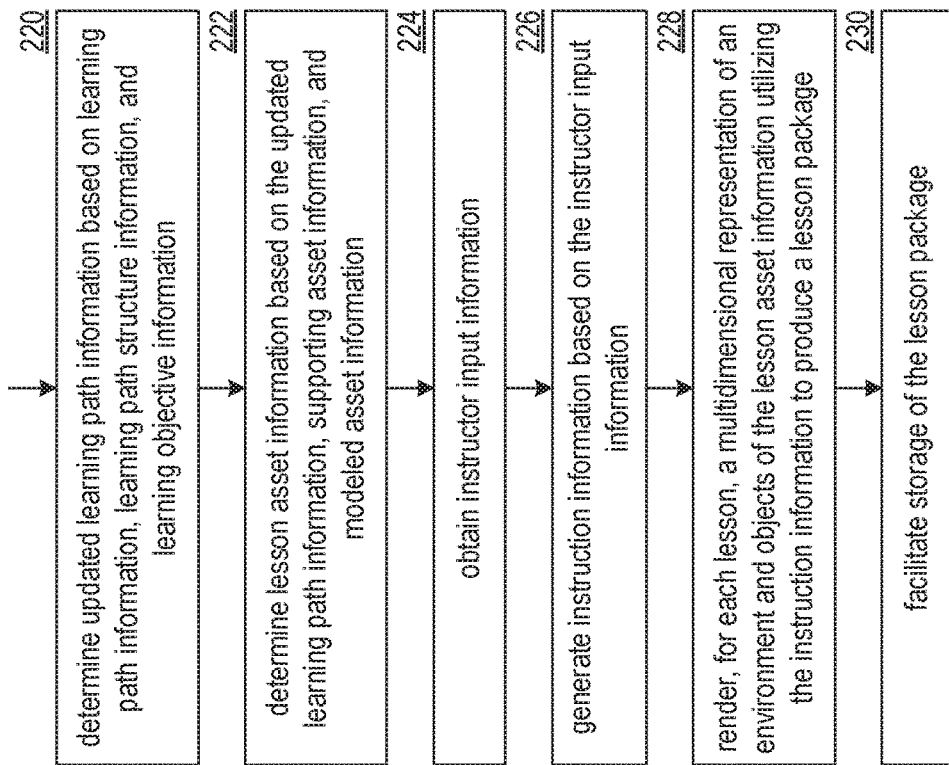 220
determine updated learning path information based on learning
path information, learning path structure information, and
learning objective information
222
determine lesson asset information based on the updated
learning path information, supporting asset information, and
modeled asset information
224
obtain instructor input information
226
generate instruction information based on the instructor input
information
228
render, for each lesson, a multidimensional representation of an
environment and objects of the lesson asset information utilizing
the instruction information to produce a lesson package
230
facilitate storage of the lesson package